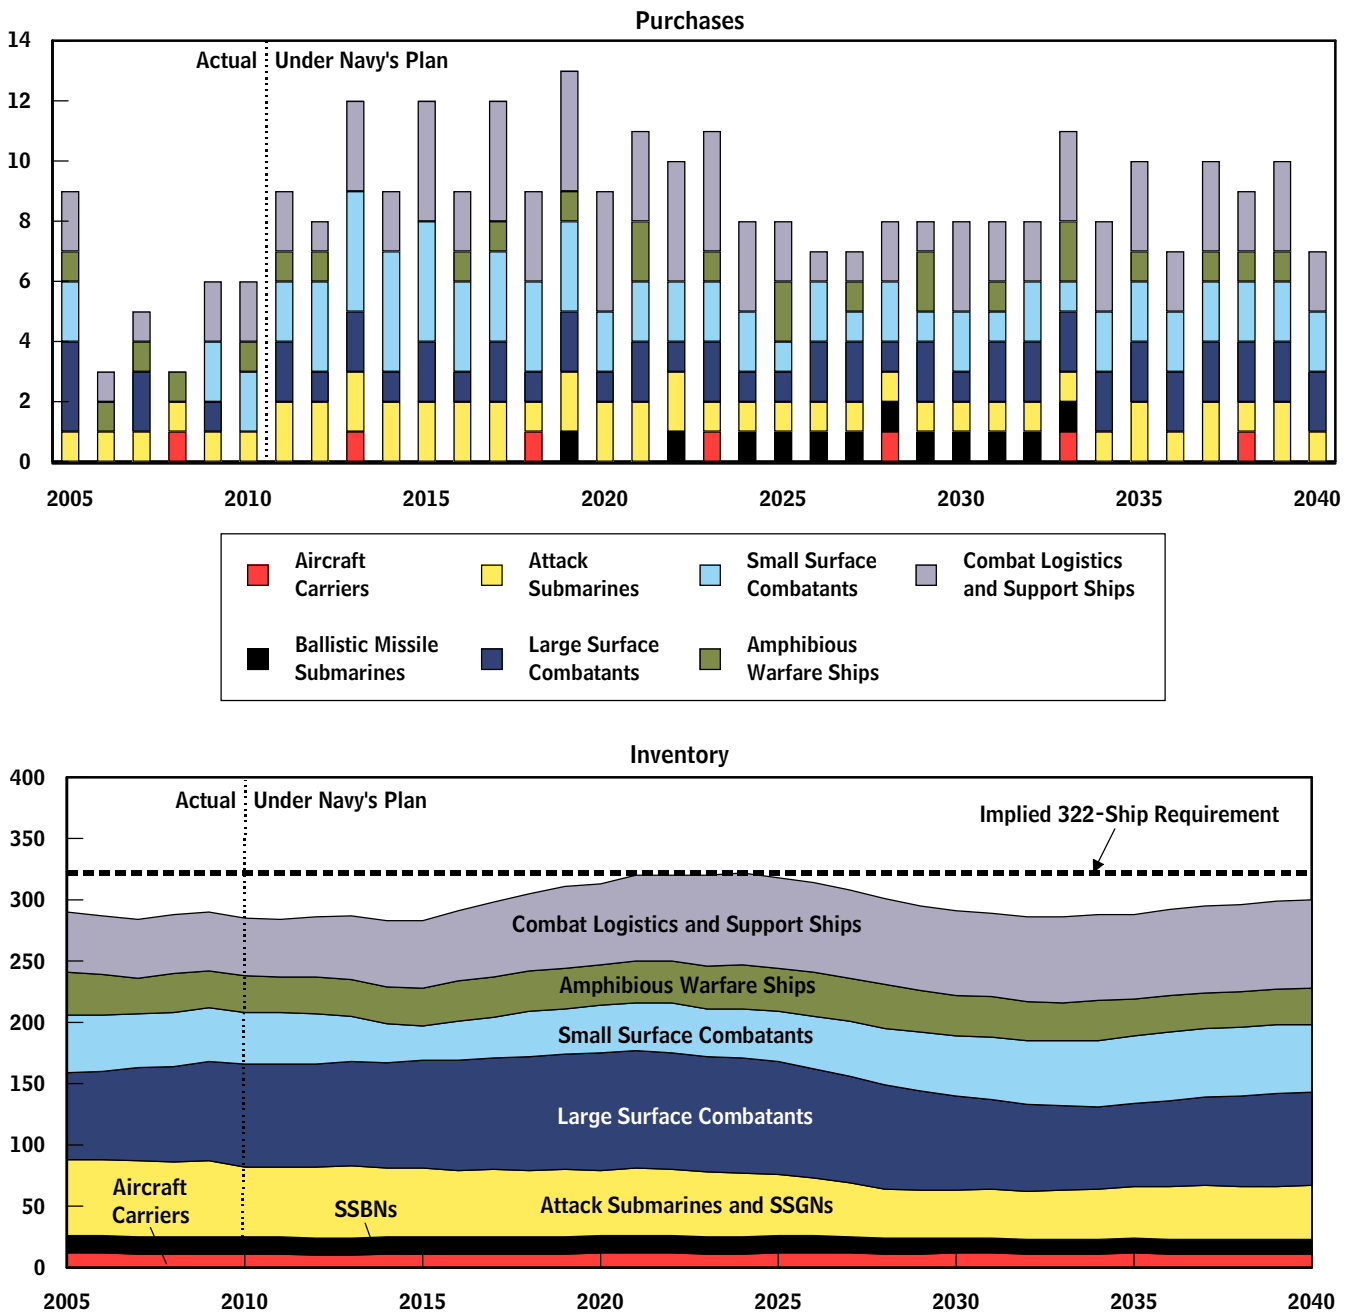 Purchases
14
Actual
Under Navy's Plan
12
10
8
6
4
2
0
2005
2010
2015
2020
2025
2030
2035
2040
Aircraft
Carriers
Attack
Submarines
Small Surface
Combatants
Combat Logistics
and Support Ships
Ballistic Missile
Submarines
Large Surface
Combatants
Amphibious
Warfare Ships
Inventory
400
Actual
Under Navy's Plan
Implied 322-Ship Requirement
350
300
Combat Logistics and Support Ships
250
Amphibious Warfare Ships
200
Small Surface Combatants
150
Large Surface Combatants
100
Aircraft
Carriers
SSBNs
Attack Submarines and SSGNs
50
0
2005
2010
2015
2020
2025
2030
2035
2040